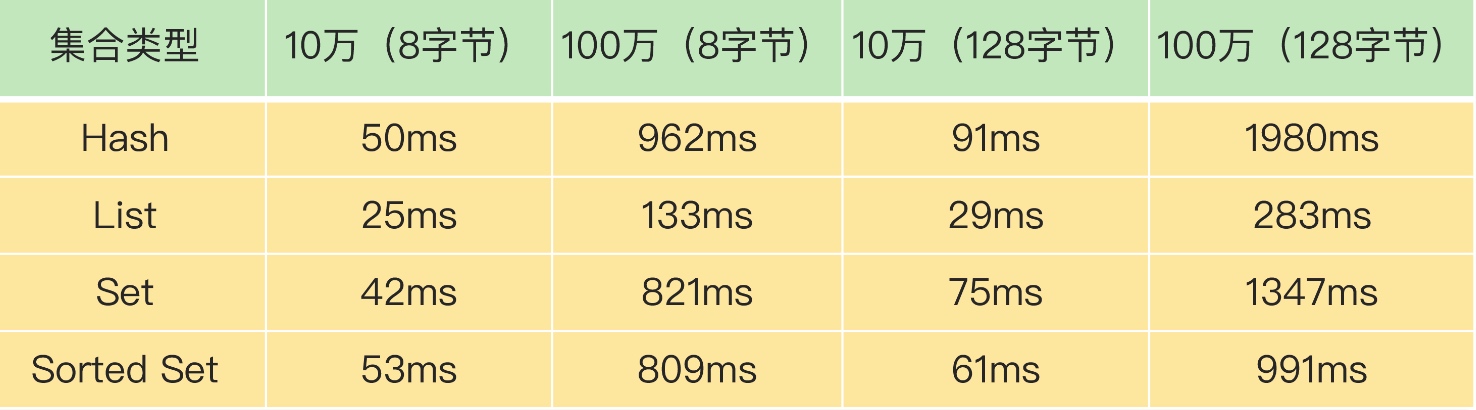 集合类型 10万（8字节） 100万（8字节） 10万（128字节） 100万（128字节）
Hash 50ms 962ms 91ms 1980ms
List 25ms 133ms 29ms 283ms
Set 42ms 821ms 75ms 1347ms
Sorted Set 53ms 809ms 61ms 991ms